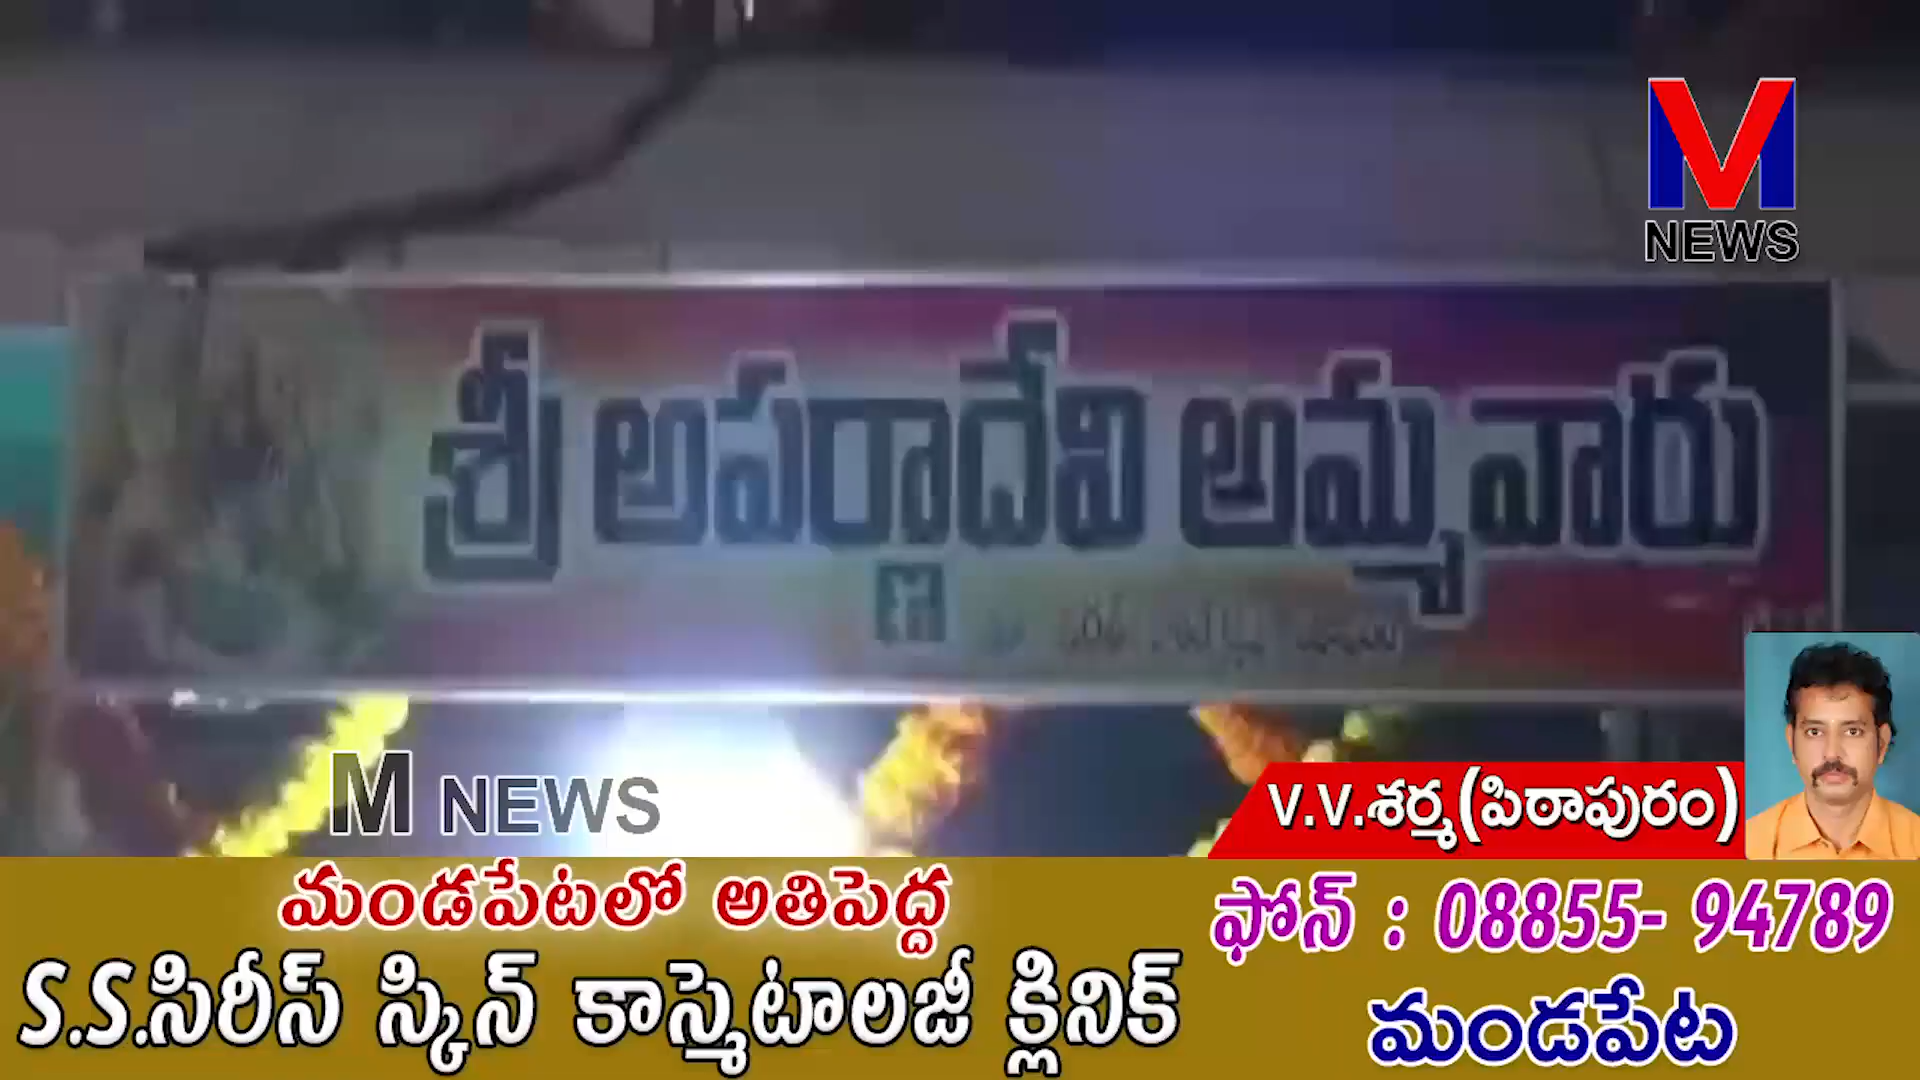 M
NEWS
శ్రీ అపర్ణాదేవి అమ్మవారు
M NEWS
V.V.శర్మ(పిఠాపురం)
మండపేటలో అతిపెద్ద
ఫోన్ : 08855- 94789
S.S.సిరీస్ స్కిన్ కాస్మెటాలజీ క్లినిక్
మండపేట